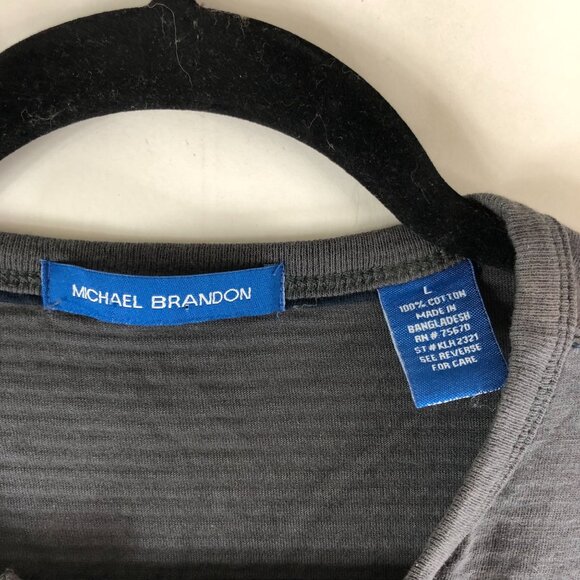 MICHAEL BRANDON
L
100% COTTON
MADE IN
BANGLADESH
RN # 75670
ST # KLH 2321
SEE REVERSE
FOR CARE